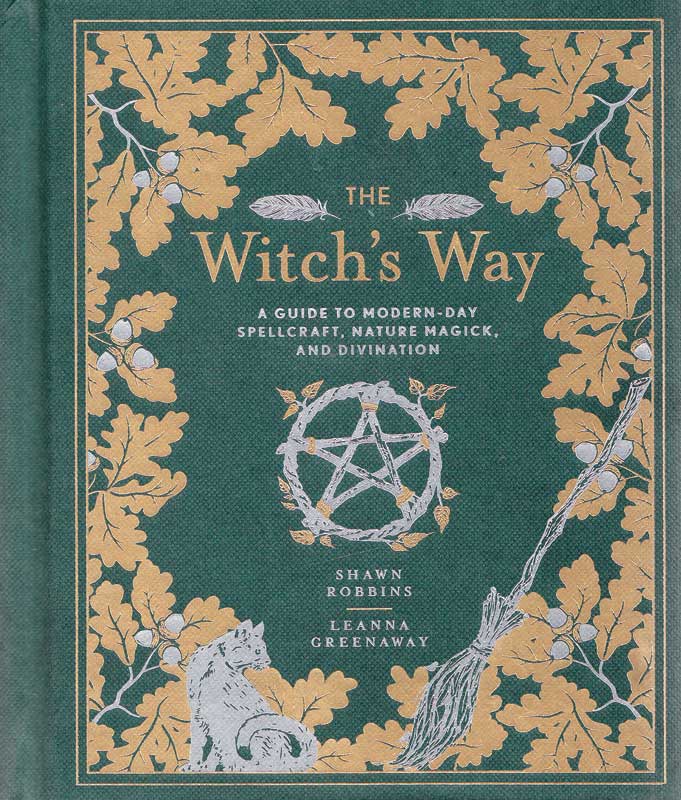 THE
Witch's Way
A GUIDE TO MODERN-DAY
SPELLCRAFT, NATURE MAGICK,
AND DIVINATION
SHAWN
ROBBINS
LEANNA
GREENAWAY